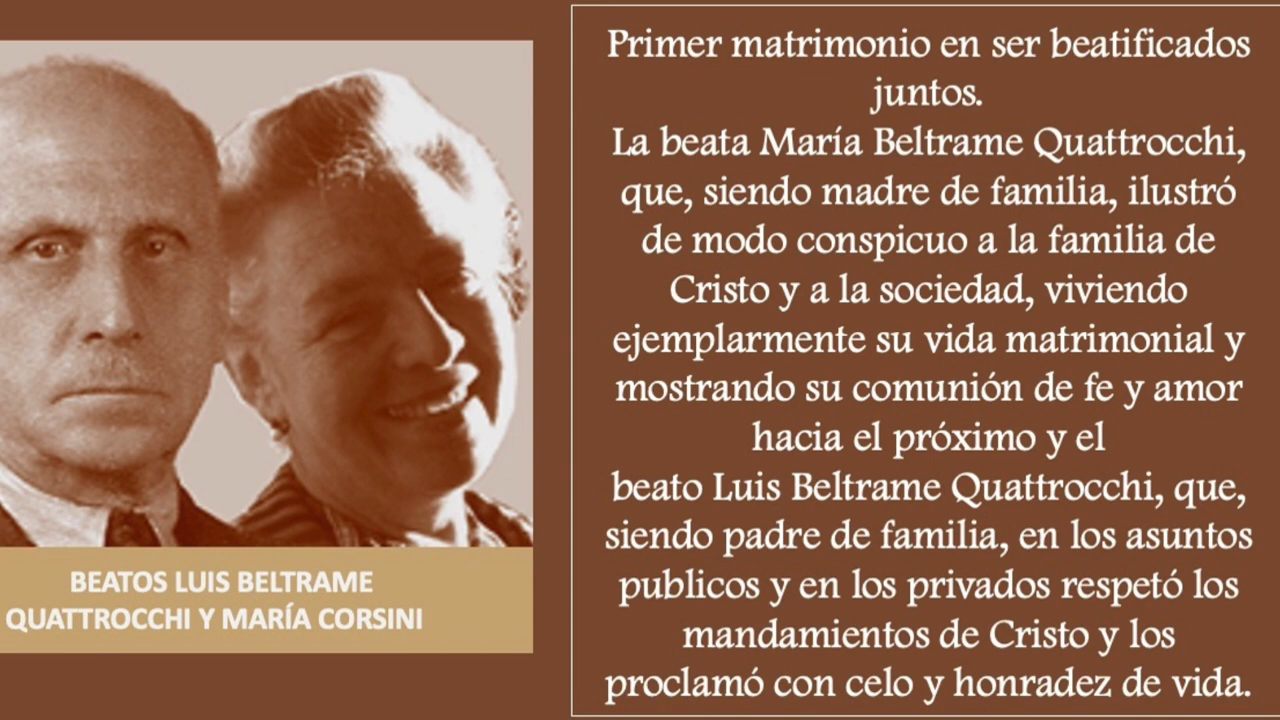 Primer matrimonio en ser beatificados
juntos.
La beata María Beltrame Quattrocchi,
que, siendo madre de familia, ilustró
de modo conspicuo a la familia de
Cristo y a la sociedad, viviendo
ejemplarmente su vida matrimonial y
mostrando su comunión de fe y amor
hacia el próximo y el
beato Luis Beltrame Quattrocchi, que,
siendo padre de familia, en los asuntos
publicos y en los privados respetó los
mandamientos de Cristo y los
proclamó con celo y honradez de vida.
BEATOS LUIS BELTRAME
QUATTROCCHI Y MARÍA CORSINI